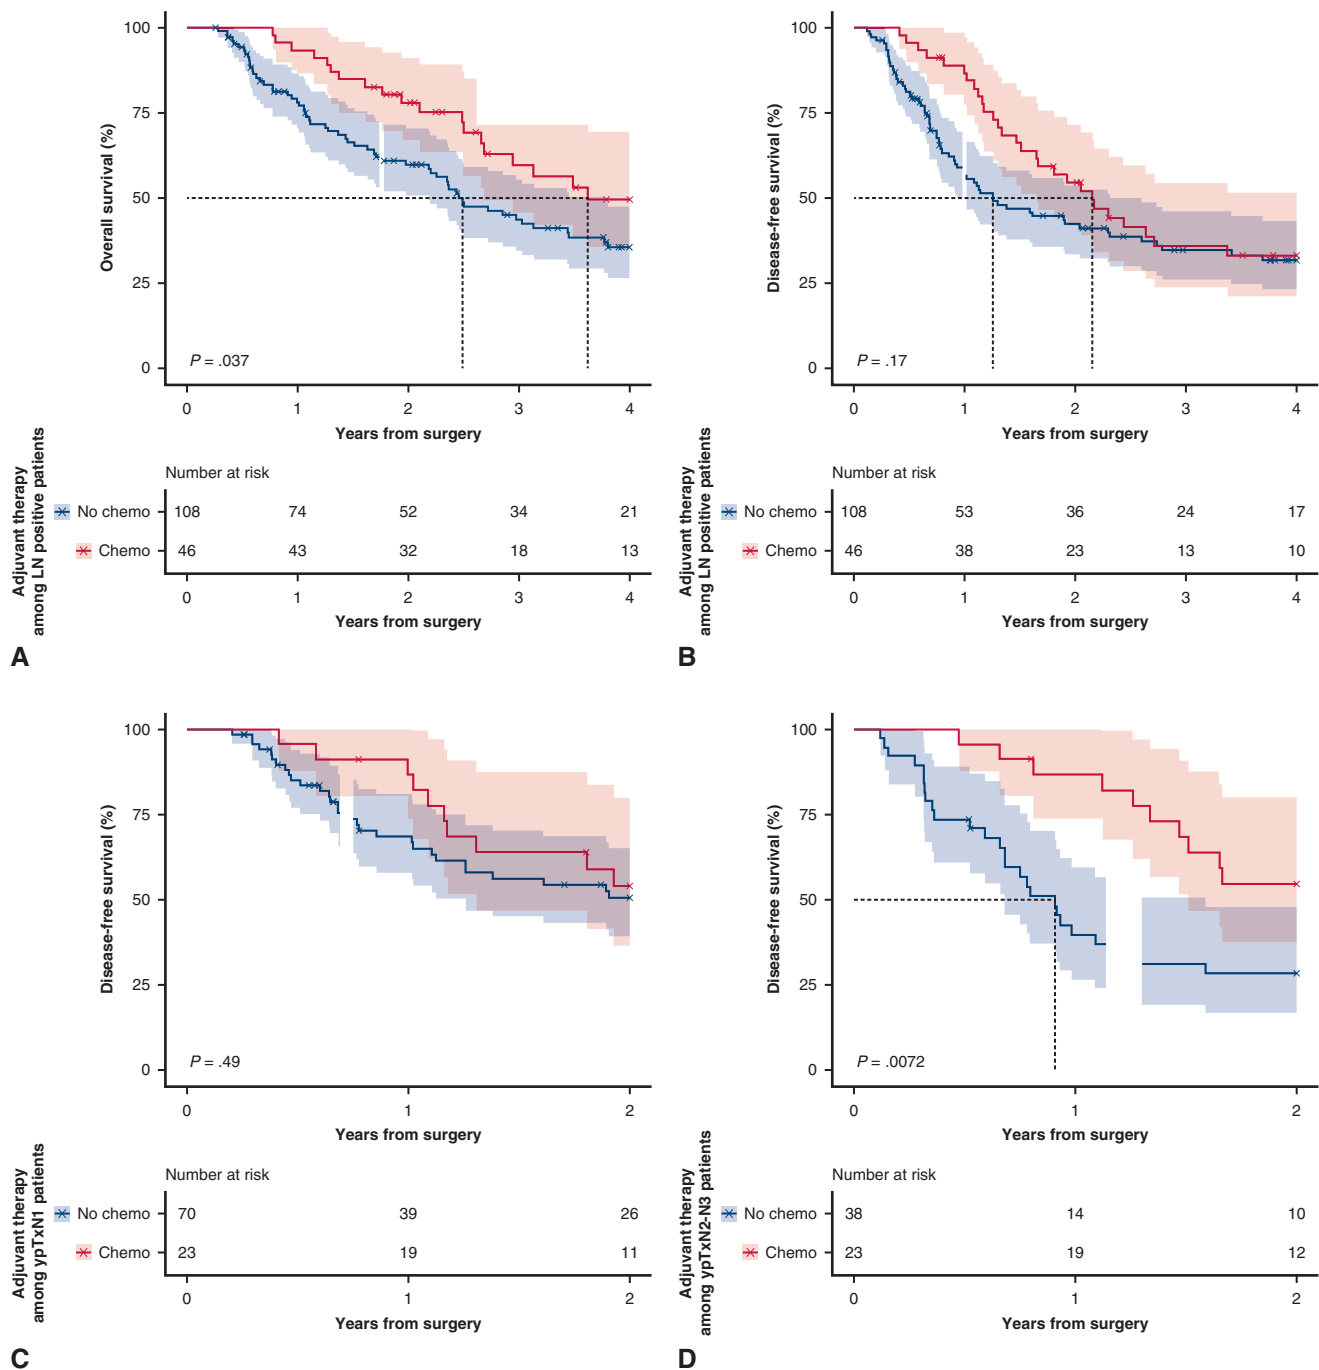 100
75
50
25
0
Overall survival (%)
P = .037
0 1 2 3 4
Years from surgery
Adjuvant therapy
among LN positive patients
Number at risk
No chemo 108 74 52 34 21
Chemo 46 43 32 18 13
0 1 2 3 4
Years from surgery
A
100
75
50
25
0
Disease-free survival (%)
P = .17
0 1 2 3 4
Years from surgery
Adjuvant therapy
among LN positive patients
Number at risk
No chemo 108 53 36 24 17
Chemo 46 38 23 13 10
0 1 2 3 4
Years from surgery
B
100
75
50
25
0
Disease-free survival (%)
P = .49
0 1 2
Years from surgery
Adjuvant therapy
among ypTxN1 patients
Number at risk
No chemo 70 39 26
Chemo 23 19 11
0 1 2
Years from surgery
C
100
75
50
25
0
Disease-free survival (%)
P = .0072
0 1 2
Years from surgery
Adjuvant therapy
among ypTxN2-N3 patients
Number at risk
No chemo 38 14 10
Chemo 23 19 12
0 1 2
Years from surgery
D